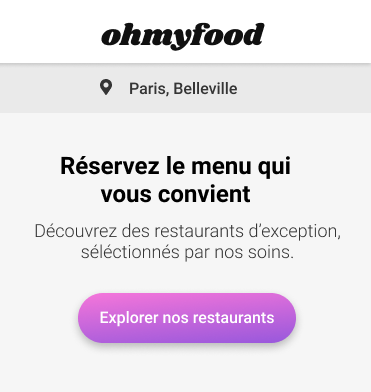 ohmyfood
Paris, Belleville
Réservez le menu qui
vous convient
Découvrez des restaurants d’exception,
séléctionnés par nos soins.
Explorer nos restaurants